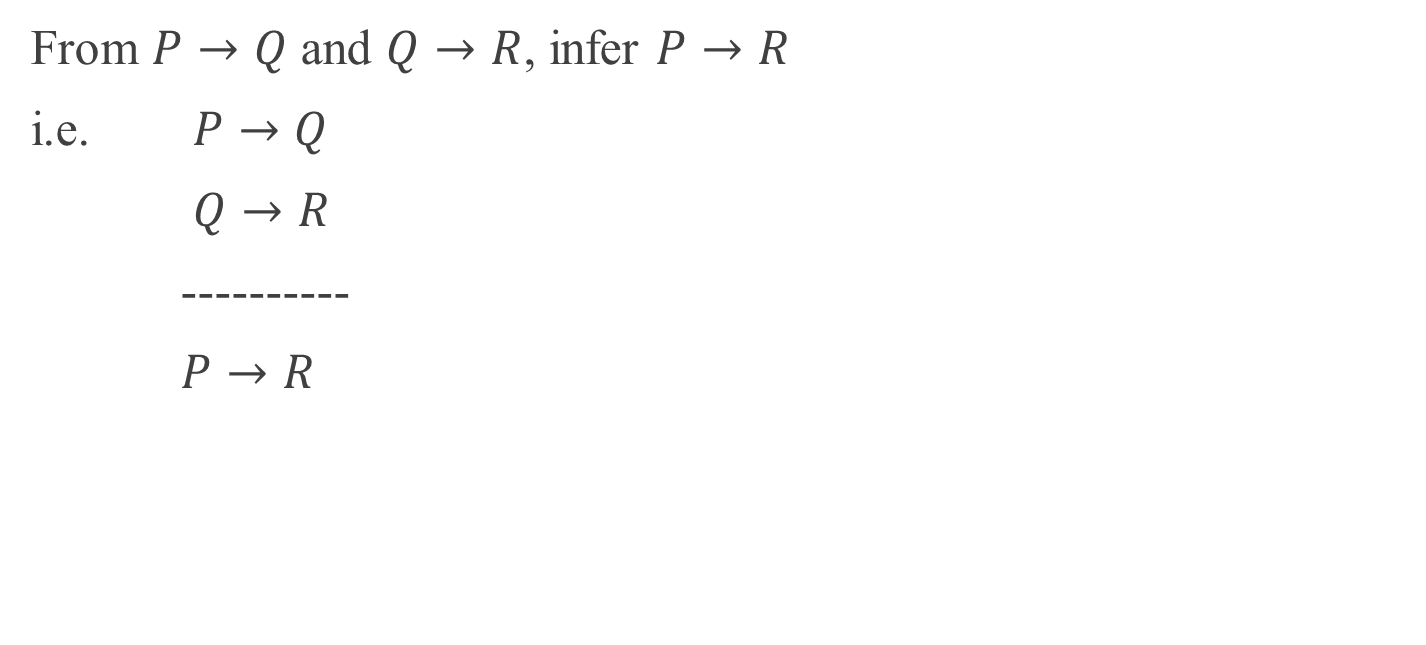 From P → Q and Q → R, infer P → R
i.e. P → Q
Q → R
----------
P → R